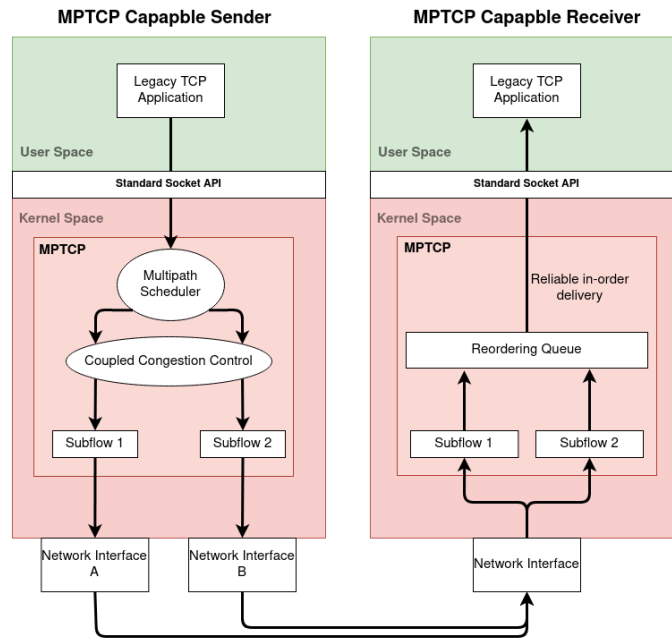 MPTCP Capapble Sender
Legacy TCP
Application
User Space
Standard Socket API
Kernel Space
MPTCP
Multipath
Scheduler
Coupled Congestion Control
Subflow 1
Subflow 2
Network Interface
A
Network Interface
B
MPTCP Capapble Receiver
Legacy TCP
Application
User Space
Standard Socket API
Kernel Space
MPTCP
Reliable in-order
delivery
Reordering Queue
Subflow 1
Subflow 2
Network Interface